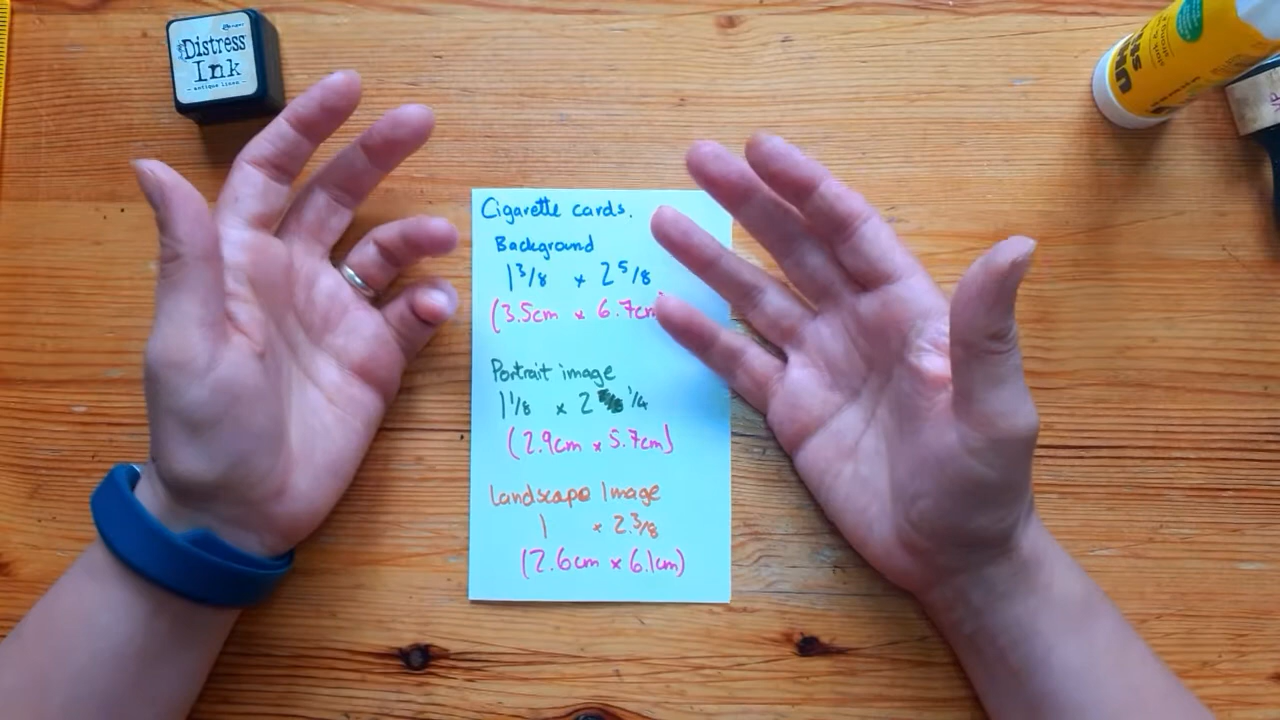 Ranger
Distress
Ink
- antique linen -
UHU
Cigarette cards.
Background
1 3/8 x 2 5/8
(3.5cm x 6.7cm
Portrait image
1 1/8 x 2 1/4
(2.9cm x 5.7cm)
Landscape Image
1 x 2.3/8
(2.6cm x 6.1cm)